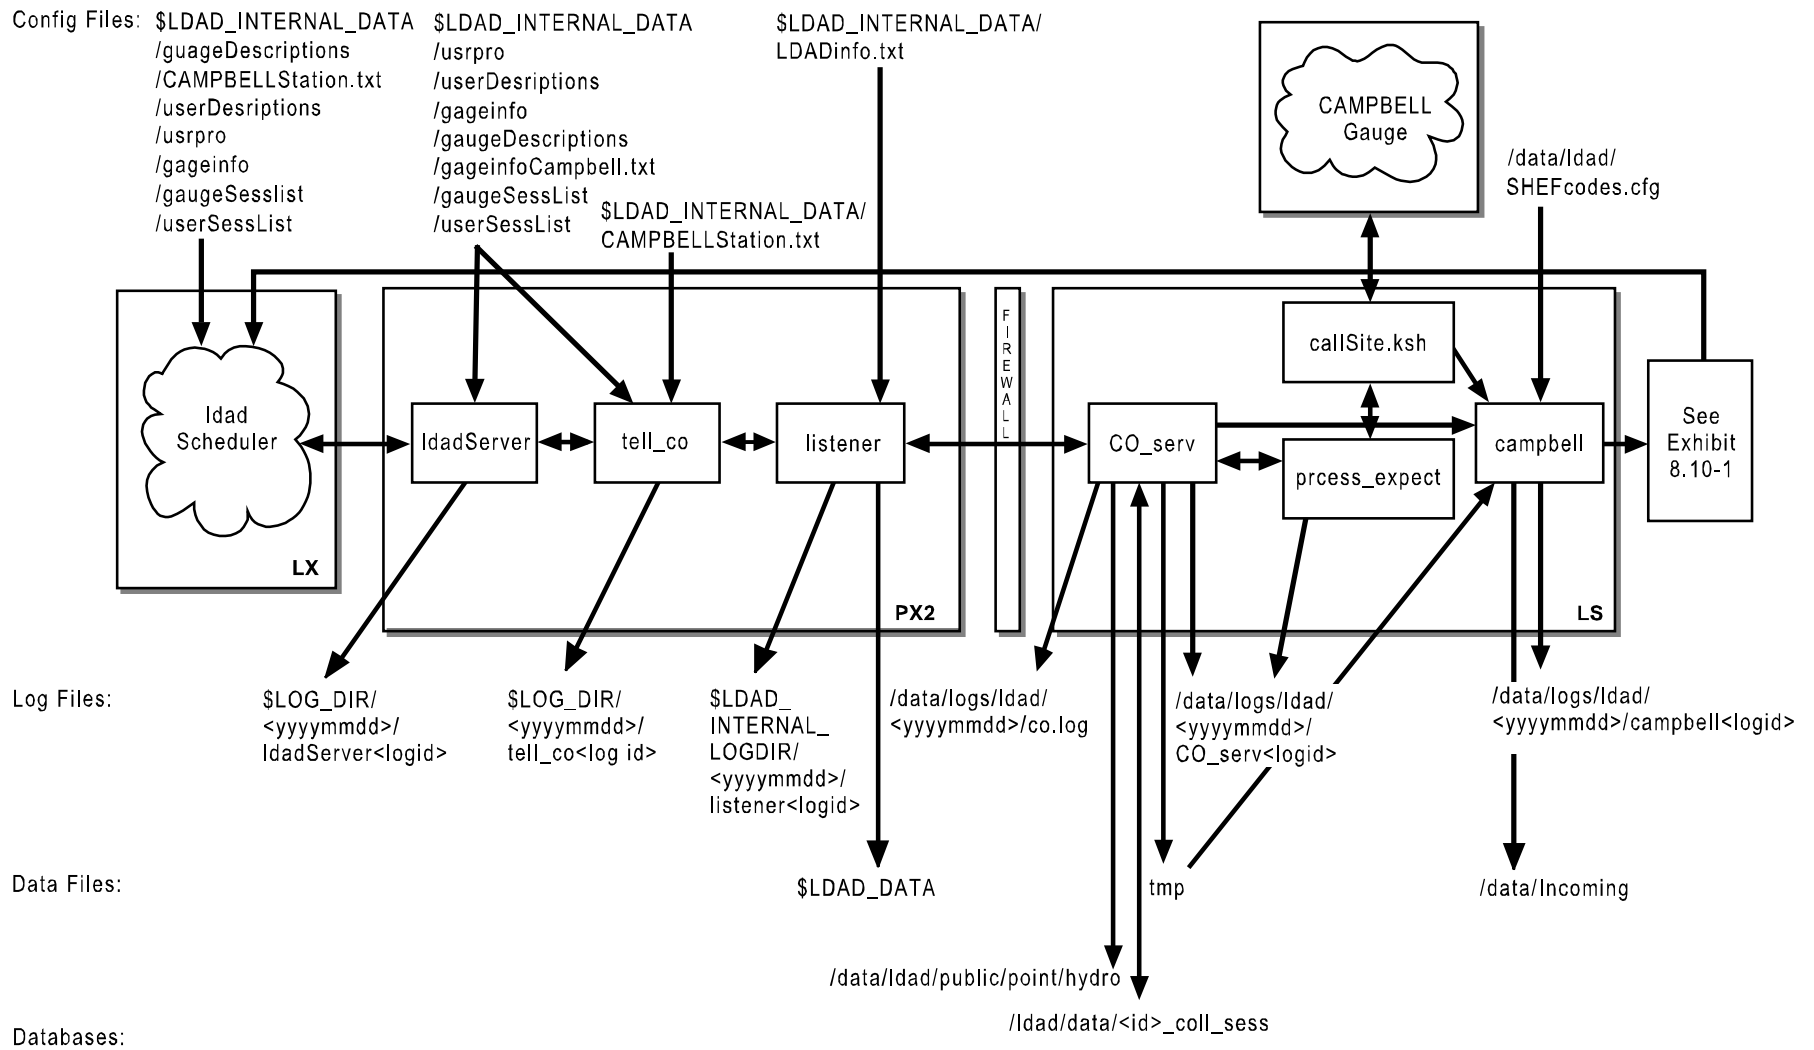 Config Files:
$LDAD_INTERNAL_DATA
/guageDescriptions
/CAMPBELLStation.txt
/userDesriptions
/usrpro
/gageinfo
/gaugeSesslist
/userSessList
$LDAD_INTERNAL_DATA
/usrpro
/userDesriptions
/gageinfo
/gaugeDescriptions
/gageinfoCampbell.txt
/gaugeSessList
/userSessList
$LDAD_INTERNAL_DATA/
CAMPBELLStation.txt
$LDAD_INTERNAL_DATA/
LDADinfo.txt
CAMPBELL
Gauge
/data/ldad/
SHEFcodes.cfg
ldad
Scheduler
LX
ldadServer
tell_co
listener
PX2
FIREWALL
CO_serv
callSite.ksh
prcess_expect
campbell
LS
See
Exhibit
8.10-1
Log Files:
$LOG_DIR/
<yyyymmdd>/
ldadServer<logid>
$LOG_DIR/
<yyyymmdd>/
tell_co<log id>
$LDAD_
INTERNAL_
LOGDIR/
<yyyymmdd>/
listener<logid>
/data/logs/ldad/
<yyyymmdd>/co.log
/data/logs/ldad/
<yyyymmdd>/
CO_serv<logid>
/data/logs/ldad/
<yyyymmdd>/campbell<logid>
Data Files:
$LDAD_DATA
tmp
/data/Incoming
/data/ldad/public/point/hydro
/ldad/data/<id>_coll_sess
Databases: